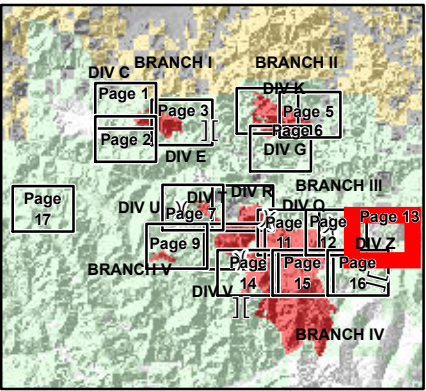 BRANCH I
BRANCH II
DIV C
DIV K
Page 1
Page 3
Page 5
Page 2
Page 6
DIV E
DIV G
BRANCH III
Page
17
DIV U
DIV R
DIV Q
Page 7
Page
11
Page
12
Page 13
Page 9
DIV Z
BRANCH V
Page
14
Page
15
Page
16
DIV V
BRANCH IV